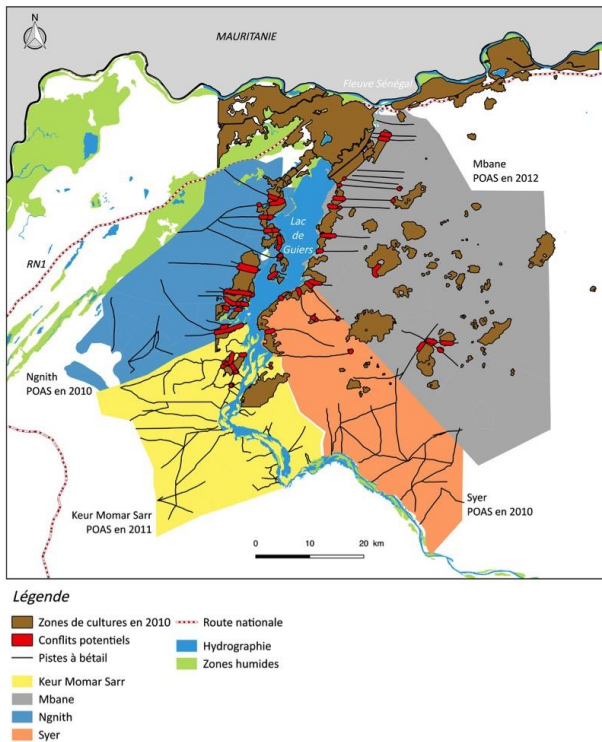 N
MAURITANIE
Fleuve Sénégal
Mbane
POAS en 2012
Lac
de
Guiers
RN1
Ngnith
POAS en 2010
Keur Momar Sarr
POAS en 2011
Syer
POAS en 2010
0 10 20 km
Légende
Zones de cultures en 2010
Conflits potentiels
Pistes à bétail
Keur Momar Sarr
Mbane
Ngnith
Syer
Route nationale
Hydrographie
Zones humides